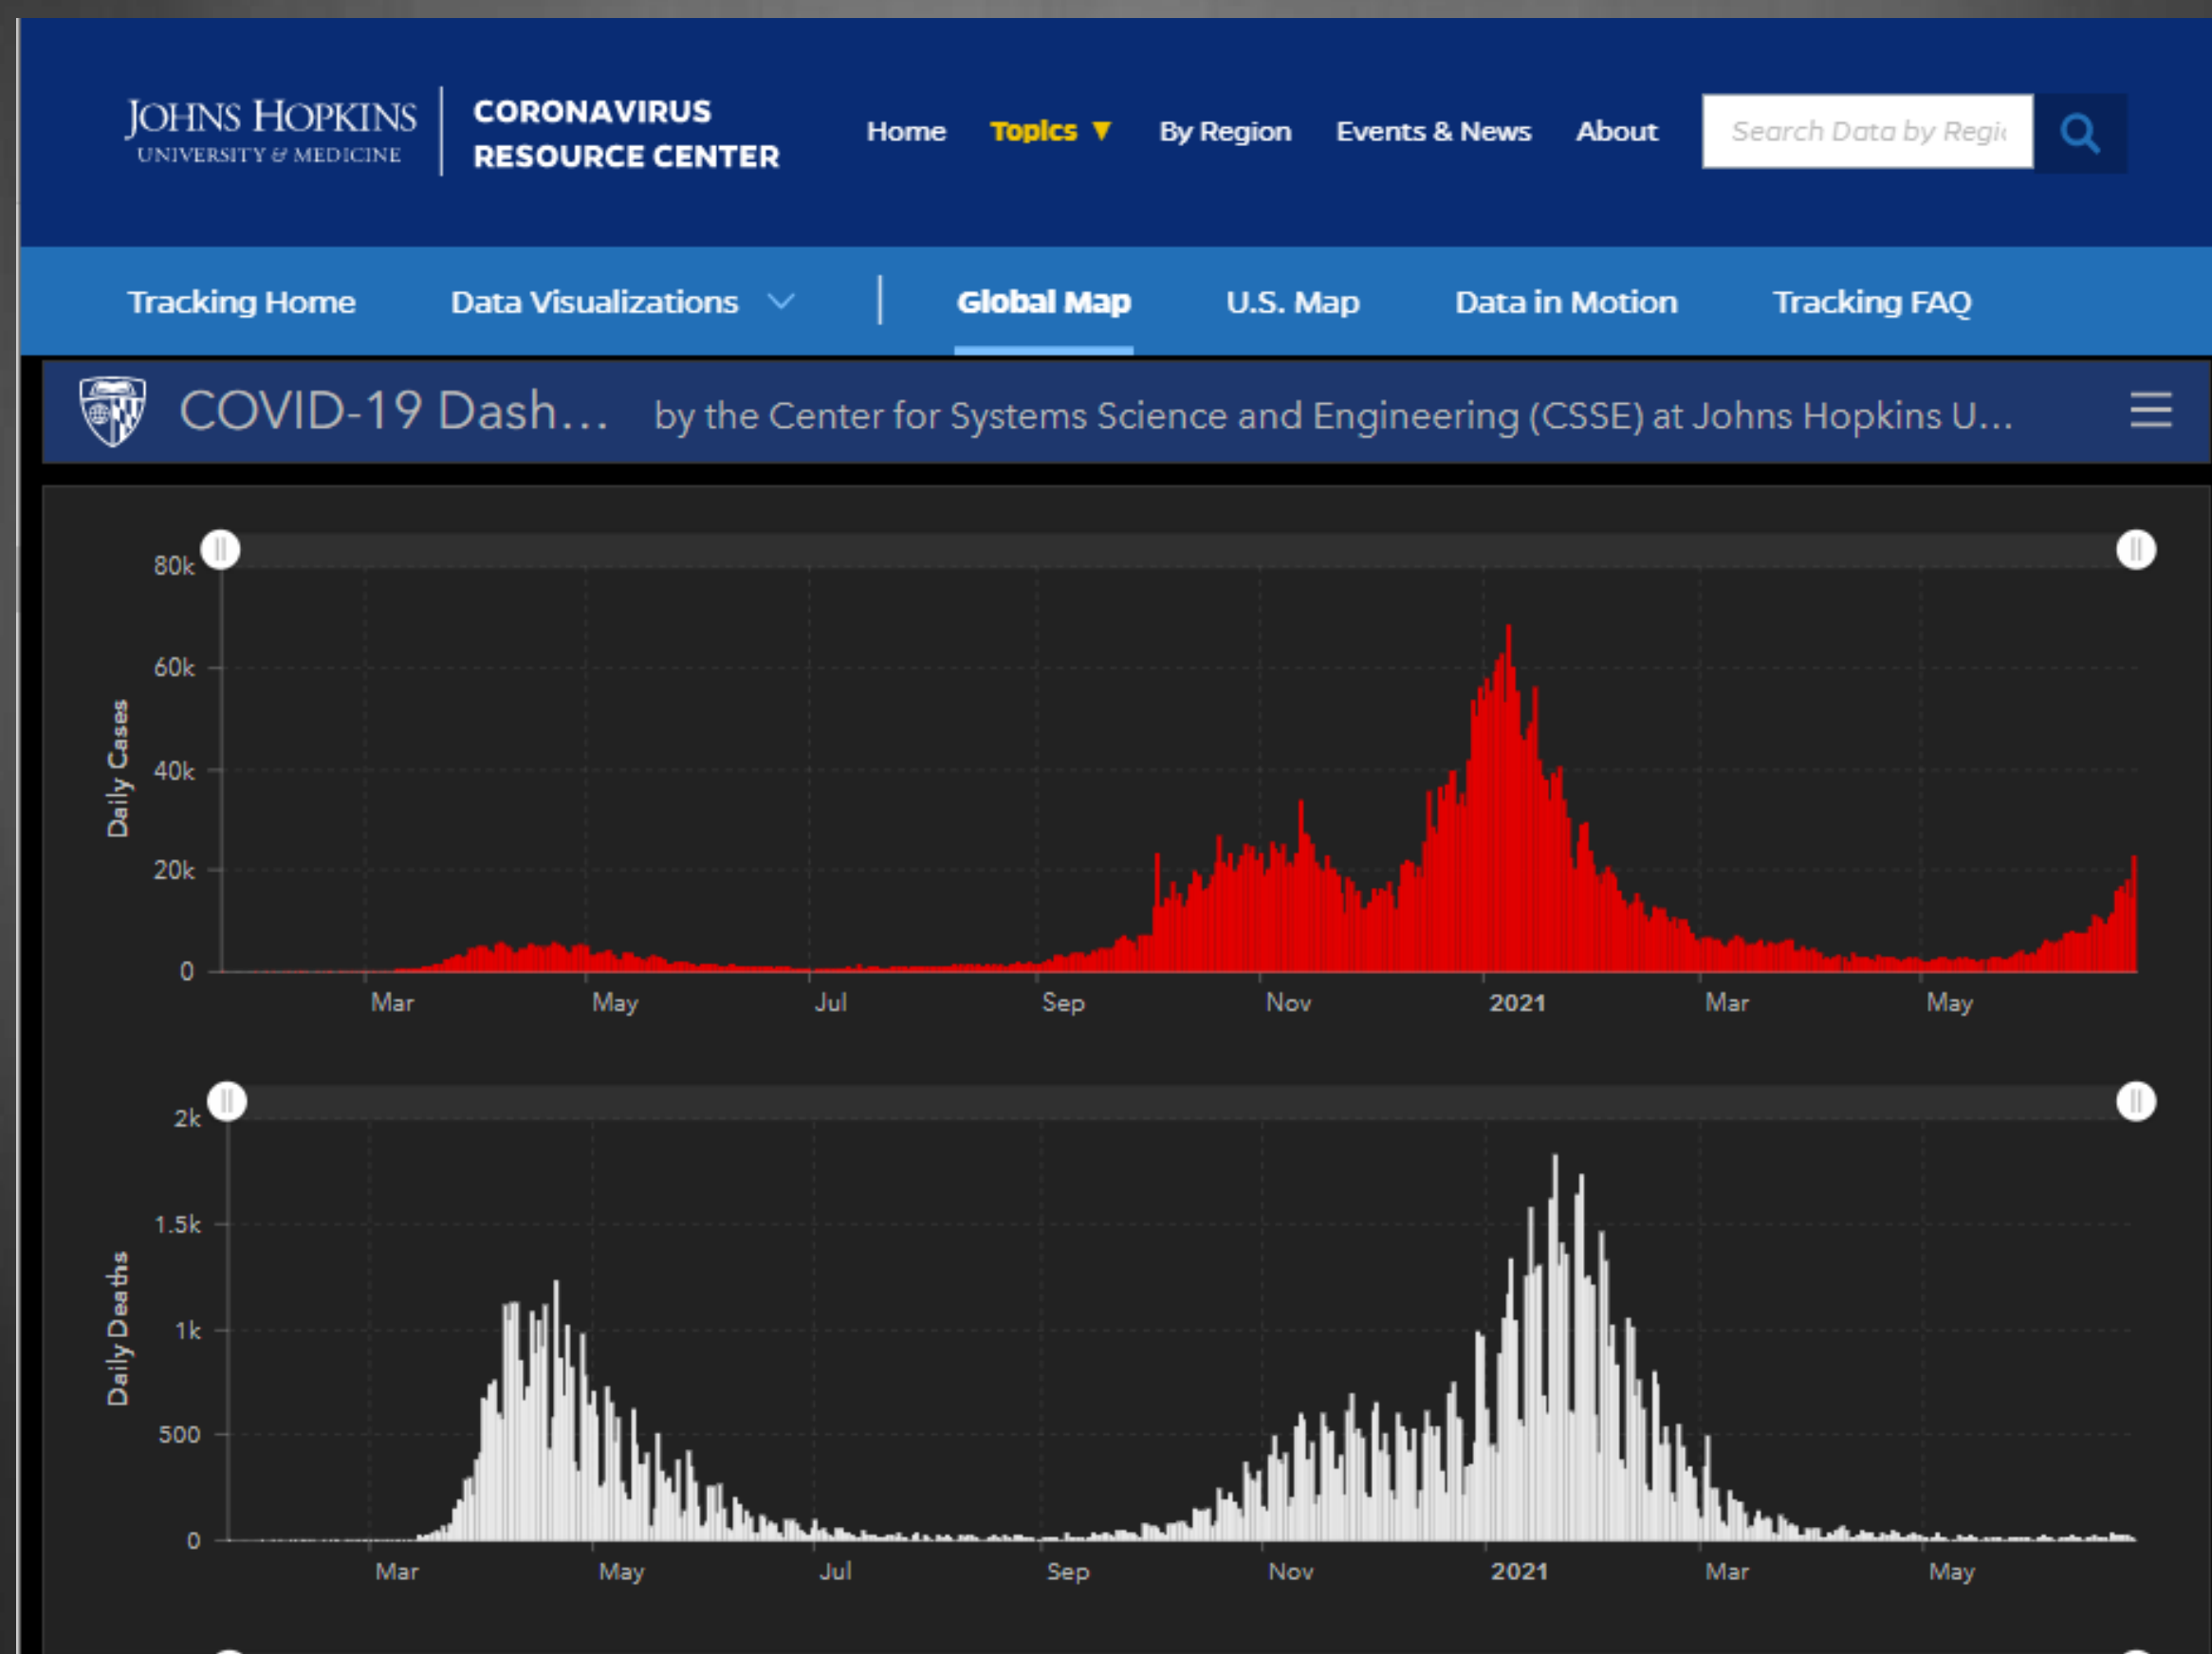 JOHNS HOPKINS
UNIVERSITY & MEDICINE
CORONAVIRUS
RESOURCE CENTER
Home Topics ▼ By Region Events & News About Search Data by Regi
Tracking Home Data Visualizations Global Map U.S. Map Data in Motion Tracking FAQ
COVID-19 Dash... by the Center for Systems Science and Engineering (CSSE) at Johns Hopkins U...
Daily Cases
80k
60k
40k
20k
0
Mar May Jul Sep Nov 2021 Mar May
Daily Deaths
2k
1.5k
1k
500
0
Mar May Jul Sep Nov 2021 Mar May